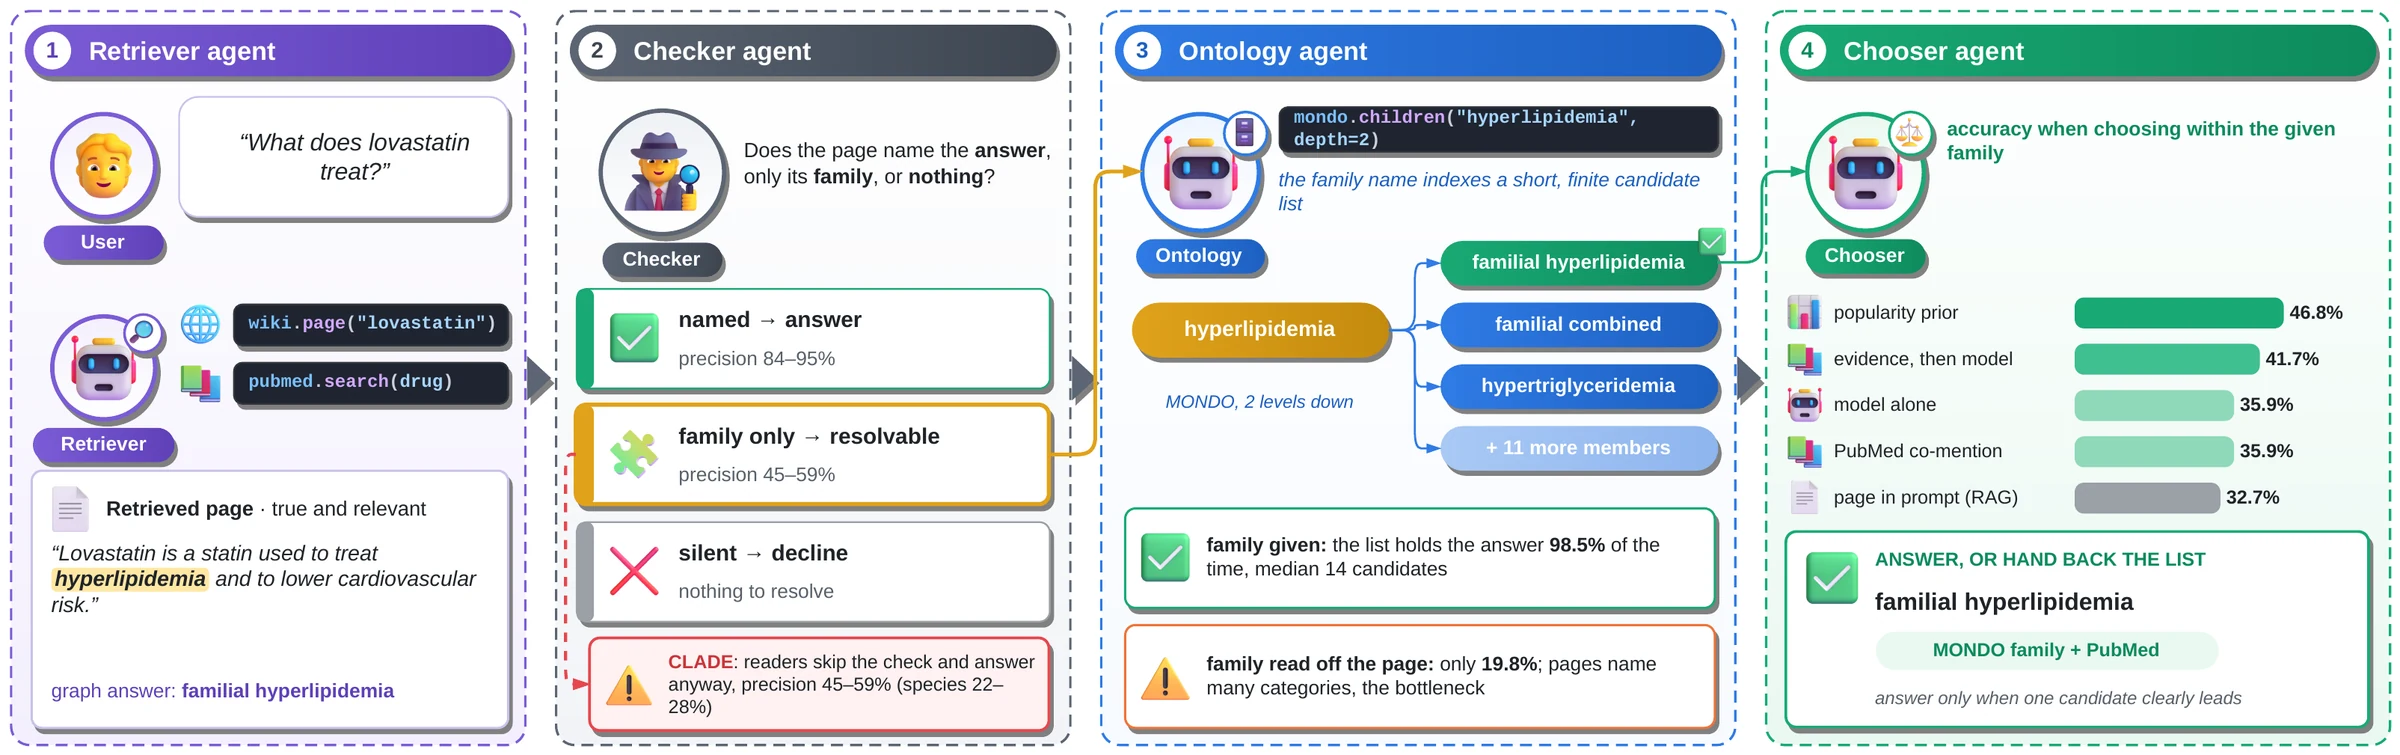 1 Retriever agent
“What does lovastatin
treat?”
User
wiki.page("lovastatin")
pubmed.search(drug)
Retriever
Retrieved page · true and relevant
“Lovastatin is a statin used to treat
hyperlipidemia and to lower cardiovascular
risk.”
graph answer: familial hyperlipidemia
2 Checker agent
Does the page name the answer,
only its family, or nothing?
Checker
named → answer
precision 84–95%
family only → resolvable
precision 45–59%
silent → decline
nothing to resolve
CLADE: readers skip the check and answer
anyway, precision 45–59% (species 22–
28%)
3 Ontology agent
mondo.children("hyperlipidemia",
depth=2)
the family name indexes a short, finite candidate
list
Ontology
hyperlipidemia
MONDO, 2 levels down
familial hyperlipidemia
familial combined
hypertriglyceridemia
+ 11 more members
family given: the list holds the answer 98.5% of the
time, median 14 candidates
family read off the page: only 19.8%; pages name
many categories, the bottleneck
4 Chooser agent
accuracy when choosing within the given
family
Chooser
popularity prior 46.8%
evidence, then model 41.7%
model alone 35.9%
PubMed co-mention 35.9%
page in prompt (RAG) 32.7%
ANSWER, OR HAND BACK THE LIST
familial hyperlipidemia
MONDO family + PubMed
answer only when one candidate clearly leads